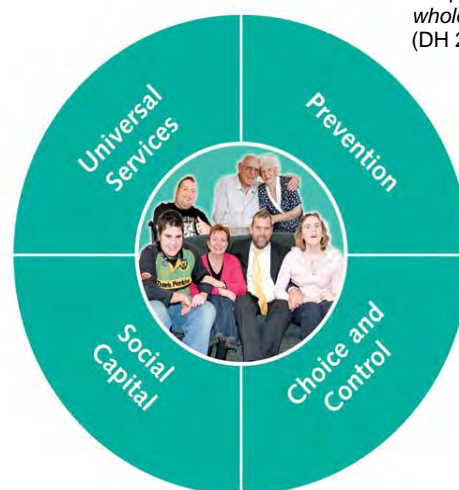 whole
(DH 2
Universal
Services
Prevention
Social
Capital
Choice and
Control